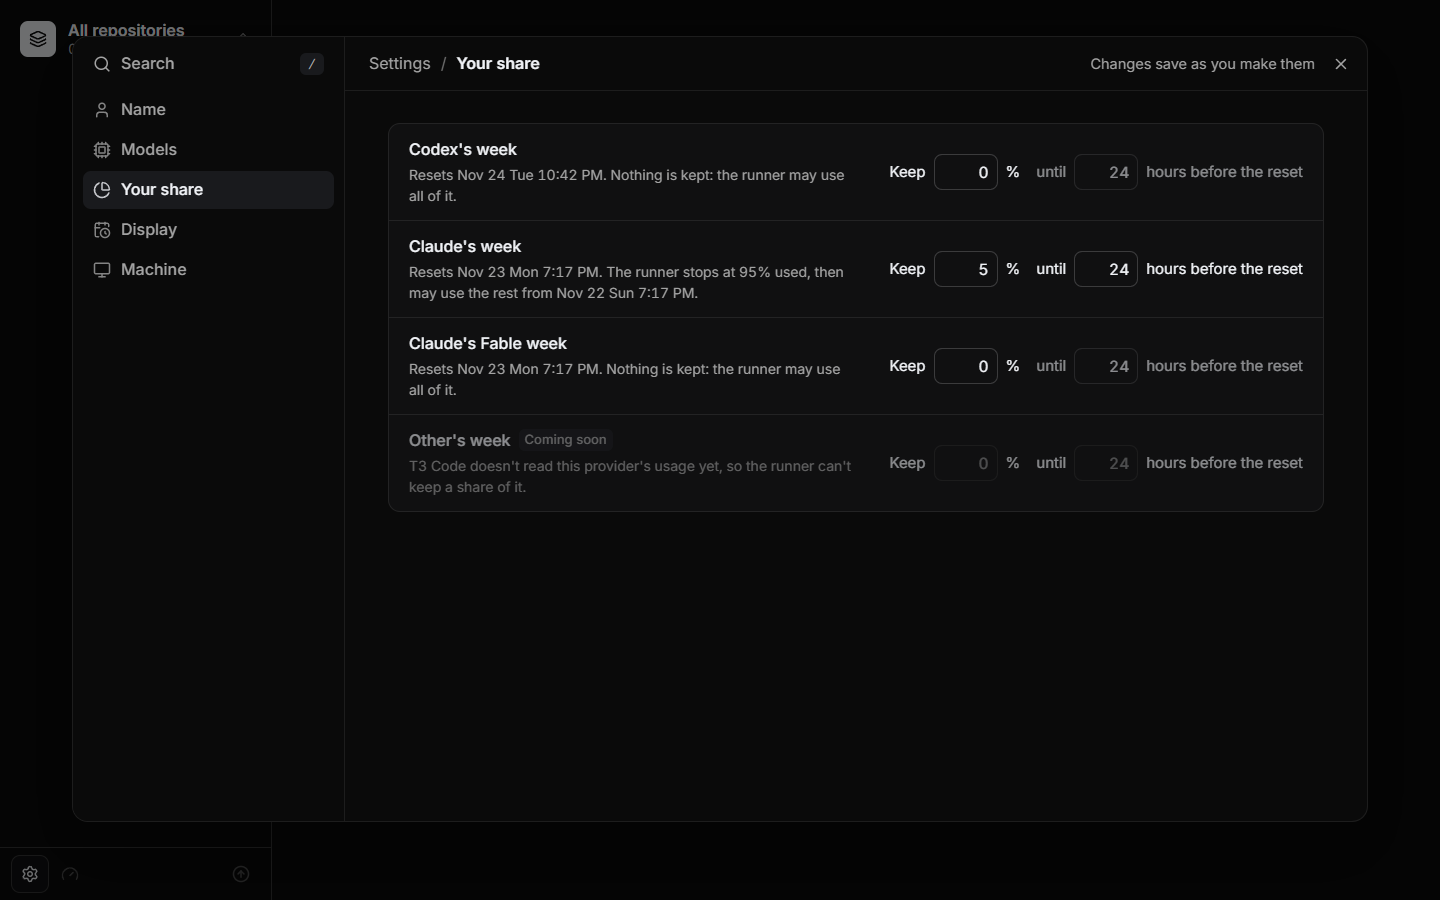 All repositories
Search /
Name
Models
Your share
Display
Machine
Settings / Your share
Changes save as you make them
Codex's week
Resets Nov 24 Tue 10:42 PM. Nothing is kept: the runner may use
all of it.
Keep 0 % until 24 hours before the reset
Claude's week
Resets Nov 23 Mon 7:17 PM. The runner stops at 95% used, then
may use the rest from Nov 22 Sun 7:17 PM.
Keep 5 % until 24 hours before the reset
Claude's Fable week
Resets Nov 23 Mon 7:17 PM. Nothing is kept: the runner may use
all of it.
Keep 0 % until 24 hours before the reset
Other's week Coming soon
T3 Code doesn't read this provider's usage yet, so the runner can't
keep a share of it.
Keep 0 % until 24 hours before the reset